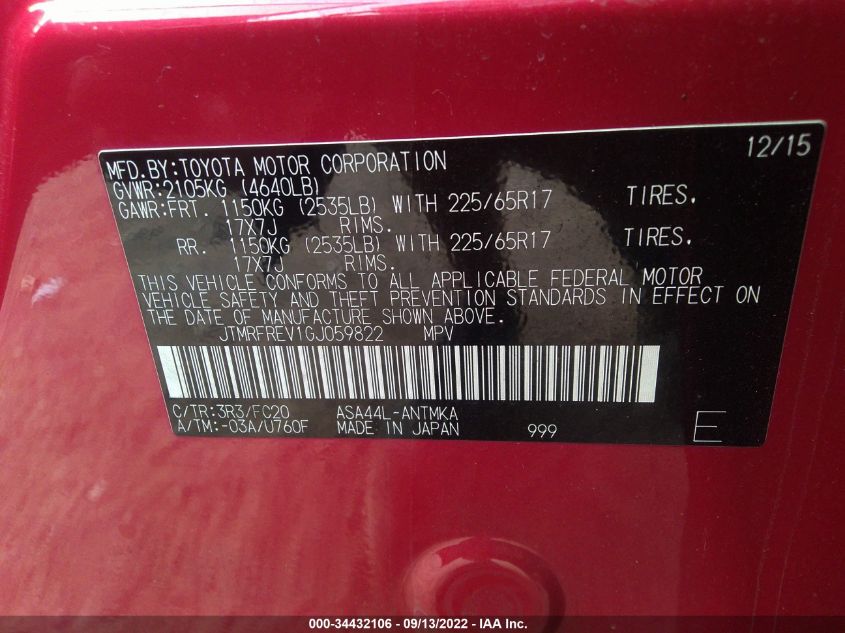 12/15
MFD.BY:TOYOTA MOTOR CORPORATION
GVWR:2105KG (4640LB)
GAWR:FRT. 1150KG (2535LB) WITH 225/65R17 TIRES.
17X7J RIMS.
RR. 1150KG (2535LB) WITH 225/65R17 TIRES.
17X7J RIMS.
THIS VEHICLE CONFORMS TO ALL APPLICABLE FEDERAL MOTOR
VEHICLE SAFETY AND THEFT PREVENTION STANDARDS IN EFFECT ON
THE DATE OF MANUFACTURE SHOWN ABOVE.
JTMRFREV1GJ059822 MPV
C/TR:3R3/FC20 ASA44L-ANTMKA
A/TM:-03A/U760F MADE IN JAPAN 999 E
000-34432106 - 09/13/2022 - IAA Inc.